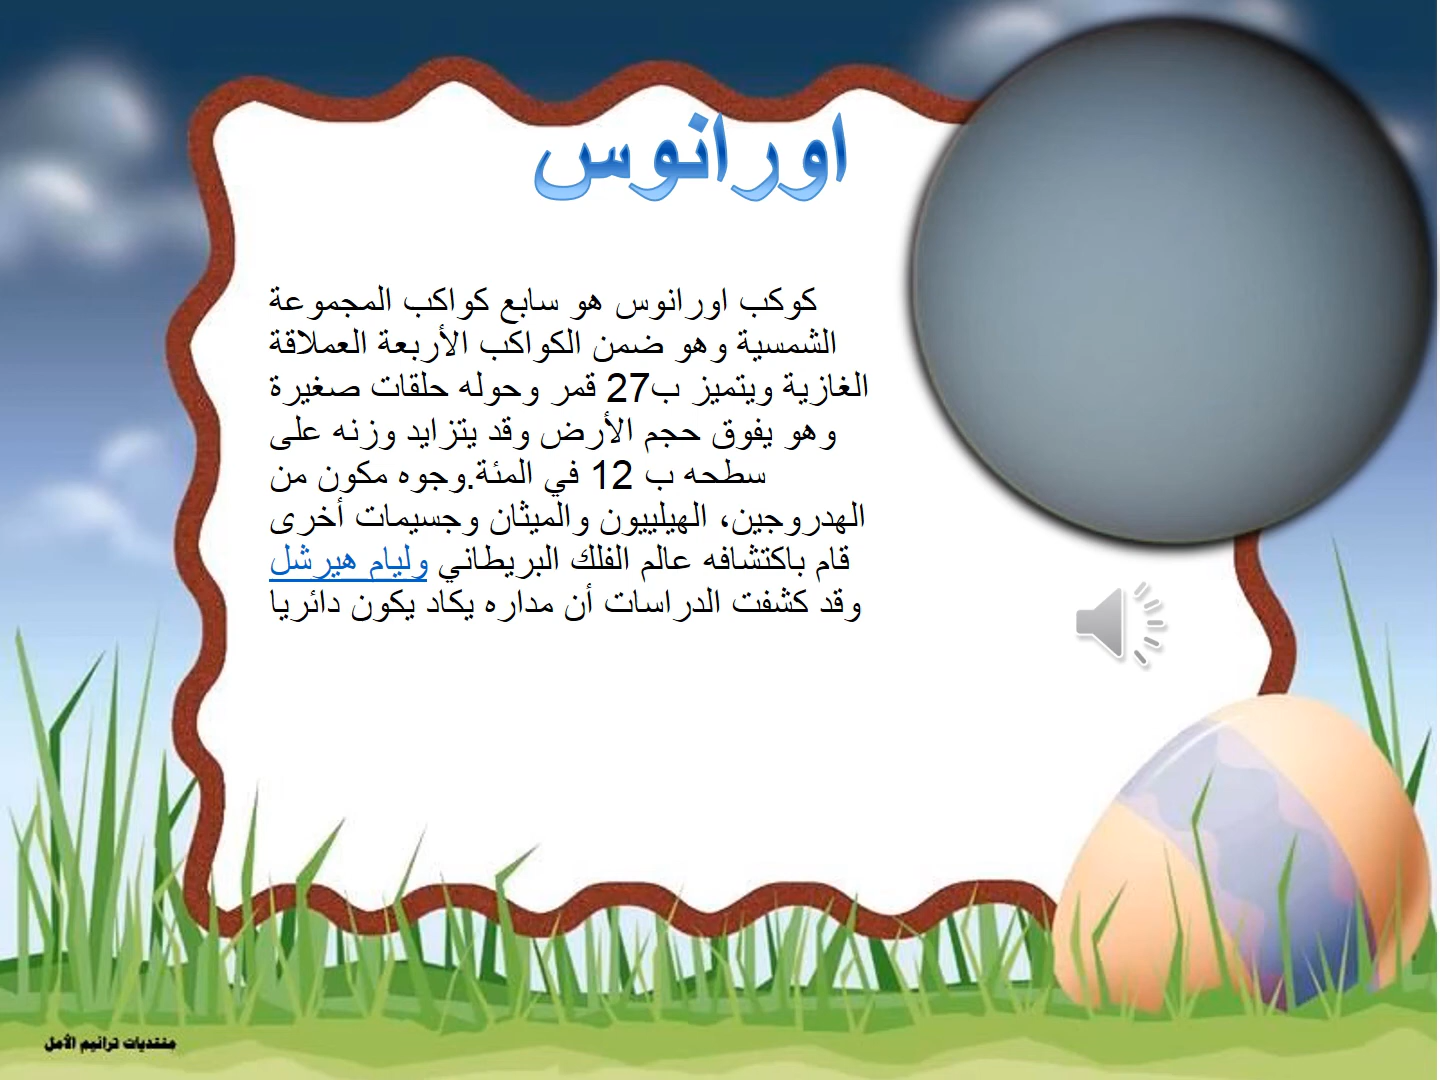 اورانوس
كوكب اورانوس هو سابع كواكب المجموعة
الشمسية وهو ضمن الكواكب الأربعة العملاقة
الغازية ويتميز ب27 قمر وحوله حلقات صغيرة
وهو يفوق حجم الأرض وقد يتزايد وزنه على
سطحه ب 12 في المئة.وجوه مكون من
الهدروجين، الهيلييون والميثان وجسيمات أخرى
قام باكتشافه عالم الفلك البريطاني وليام هيرشل
وقد كشفت الدراسات أن مداره يكاد يكون دائريا
منتديات ترانيم الأمل